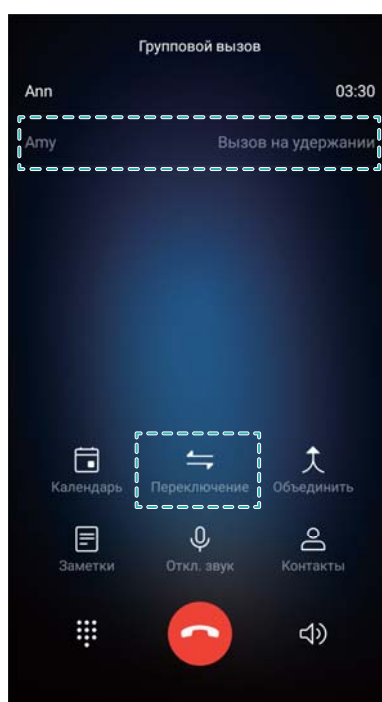 Групповой вызов
Ann 03:30
Amy Вызов на удержании
Календарь Переключение Объединить
Заметки Откл. звук Контакты